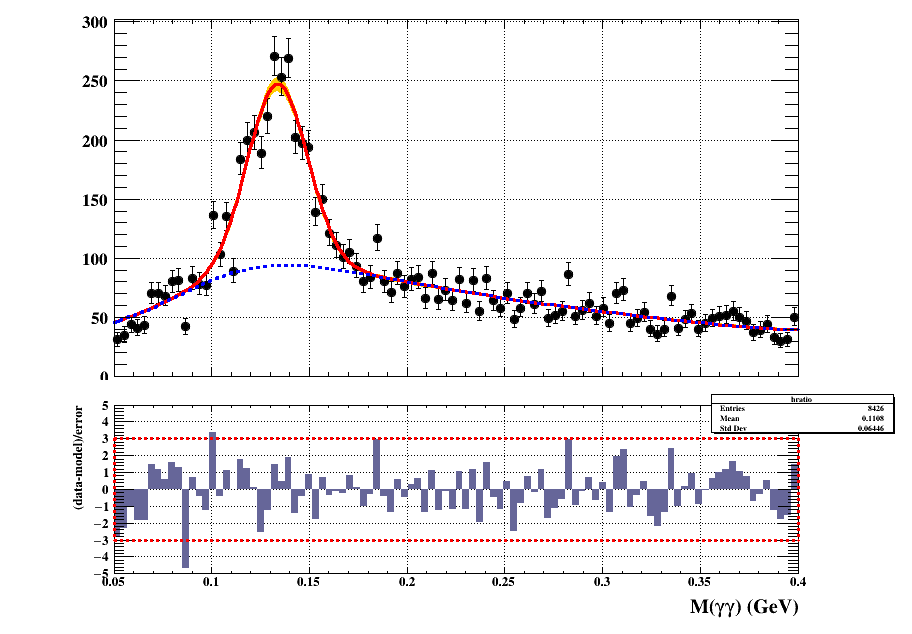 300
250
200
150
100
50
0
hratio
Entries 8426
Mean 0.1108
Std Dev 0.06446
(data-model)/error
5
4
3
2
1
0
−1
−2
−3
−4
−5
0.05 0.1 0.15 0.2 0.25 0.3 0.35 0.4
M(γγ) (GeV)